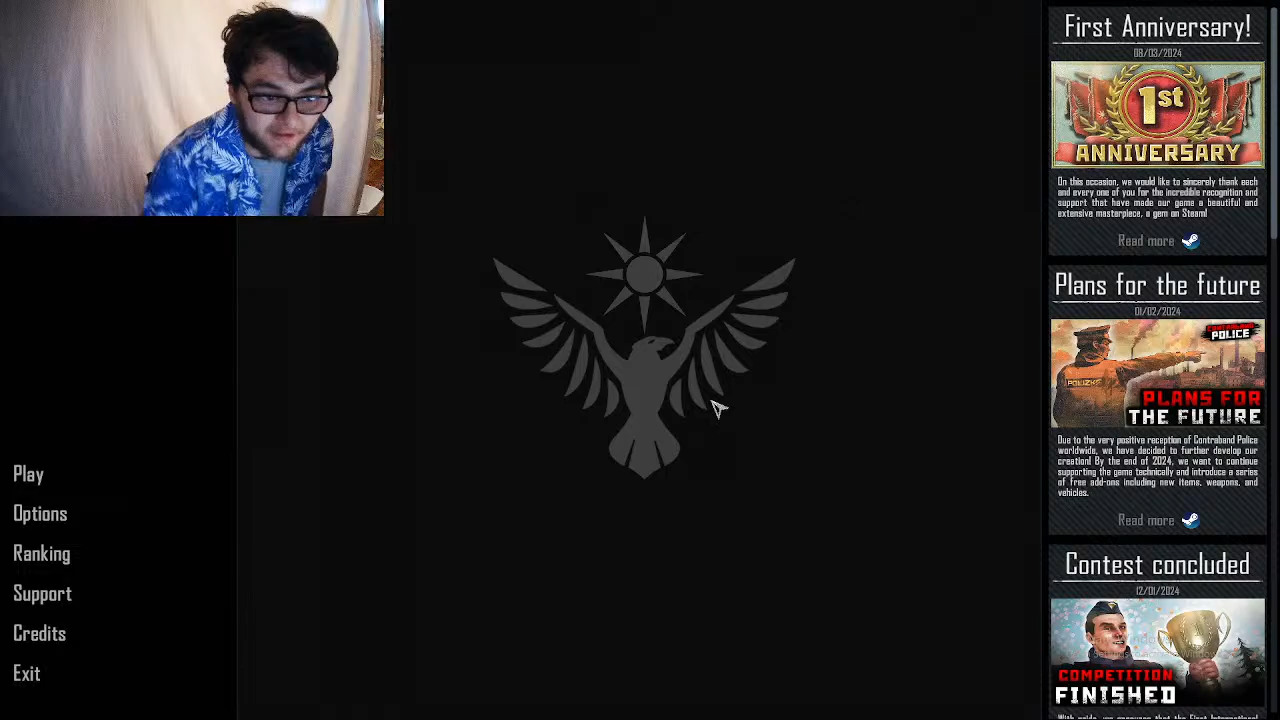 Play
Options
Ranking
Support
Credits
Exit
First Anniversary!
08/03/2024
1st
ANNIVERSARY
On this occasion, we would like to sincerely thank each
and every one of you for the incredible recognition and
support that have made our game a beautiful and
extensive masterpiece, a gem on Steam!
Read more
Plans for the future
01/02/2024
CONTRABAND
POLICE
PLANS FOR
THE FUTURE
Due to the very positive reception of Contraband Police
worldwide, we have decided to further develop our
creation! By the end of 2024, we want to continue
supporting the game technically and introduce a series
of free add-ons including new items, weapons, and
vehicles.
Read more
Contest concluded
12/01/2024
COMPETITION
FINISHED